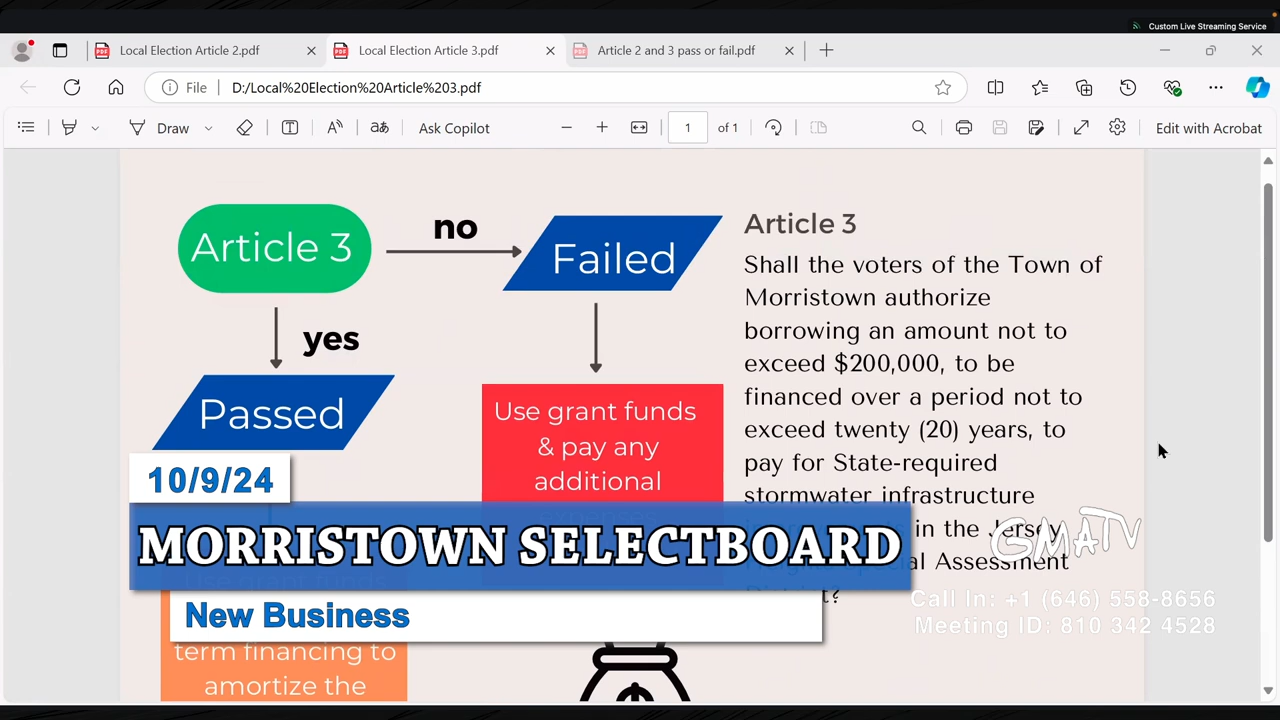 Custom Live Streaming Service
Local Election Article 2.pdf
Local Election Article 3.pdf
Article 2 and 3 pass or fail.pdf
File
D:/Local%20Election%20Article%203.pdf
Draw
Ask Copilot
1
of 1
Edit with Acrobat
Article 3
no
Failed
yes
Passed
Use grant funds
& pay any
additional
Article 3
Shall the voters of the Town of
Morristown authorize
borrowing an amount not to
exceed $200,000, to be
financed over a period not to
exceed twenty (20) years, to
pay for State-required
stormwater infrastructure
in the Jersey
Assessment
10/9/24
MORRISTOWN SELECTBOARD
New Business
term financing to
amortize the
GMATV
Call In: +1 (646) 558-8656
Meeting ID: 810 342 4528